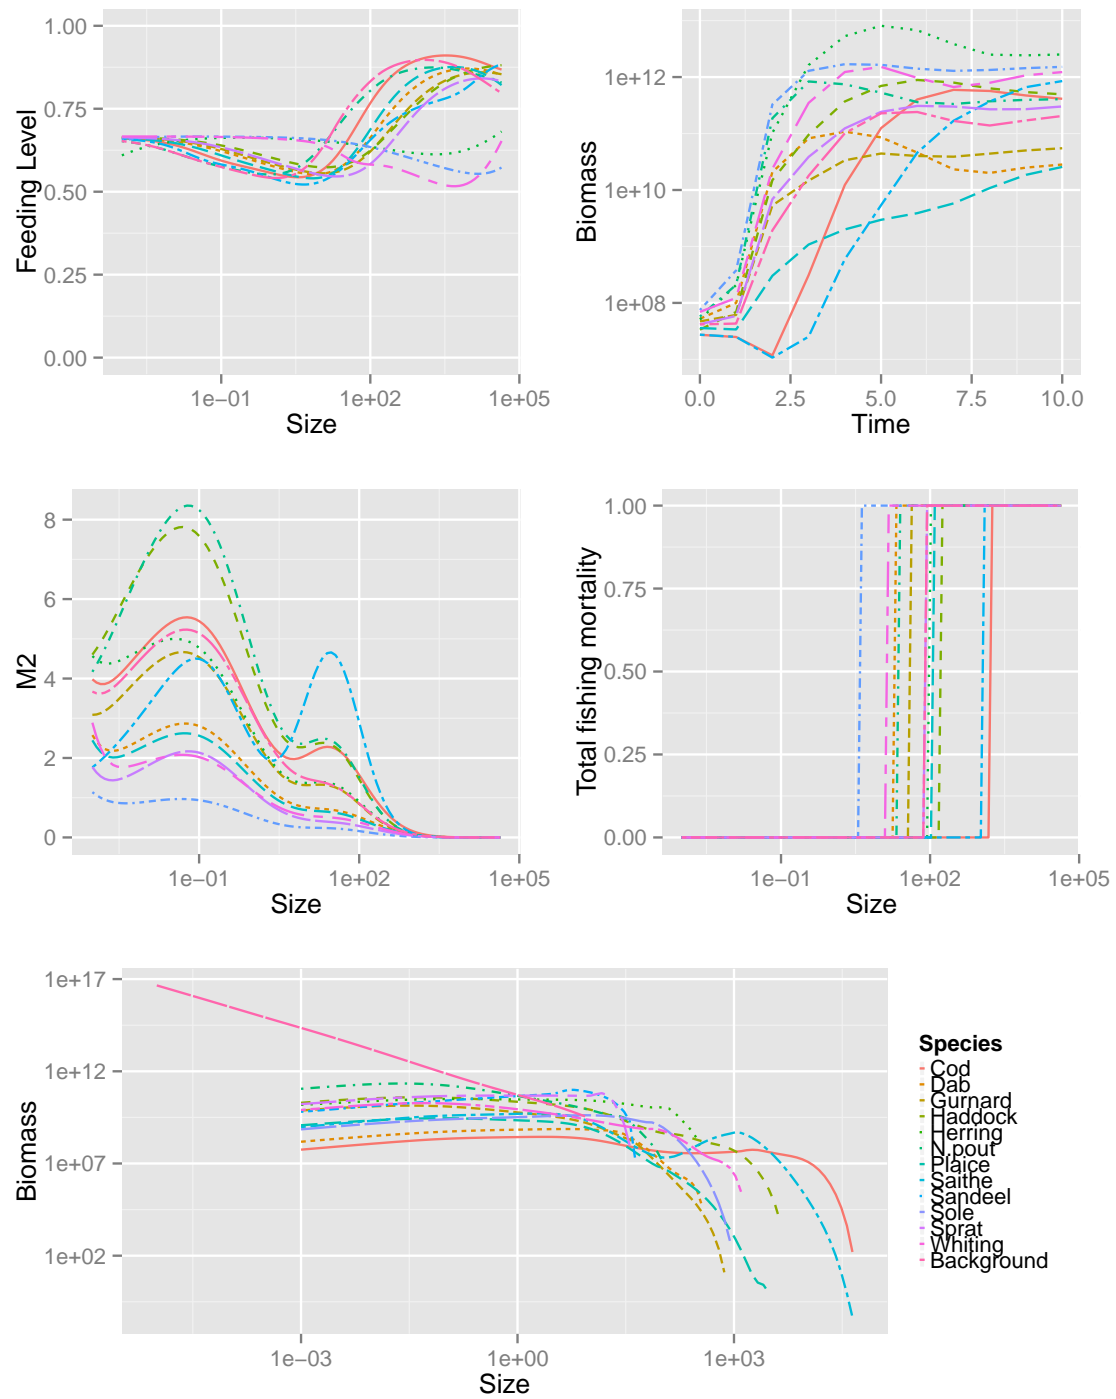 1.00
0.75
0.50
0.25
0.00
Feeding Level
1e−01
1e+02
1e+05
Size
1e+12
1e+10
1e+08
Biomass
0.0
2.5
5.0
7.5
10.0
Time
8
6
4
2
0
M2
1e−01
1e+02
1e+05
Size
1.00
0.75
0.50
0.25
0.00
Total fishing mortality
1e−01
1e+02
1e+05
Size
1e+17
1e+12
1e+07
1e+02
Biomass
1e−03
1e+00
1e+03
Size
Species
Cod
Dab
Gurnard
Haddock
Herring
N.pout
Plaice
Saithe
Sandeel
Sole
Sprat
Whiting
Background